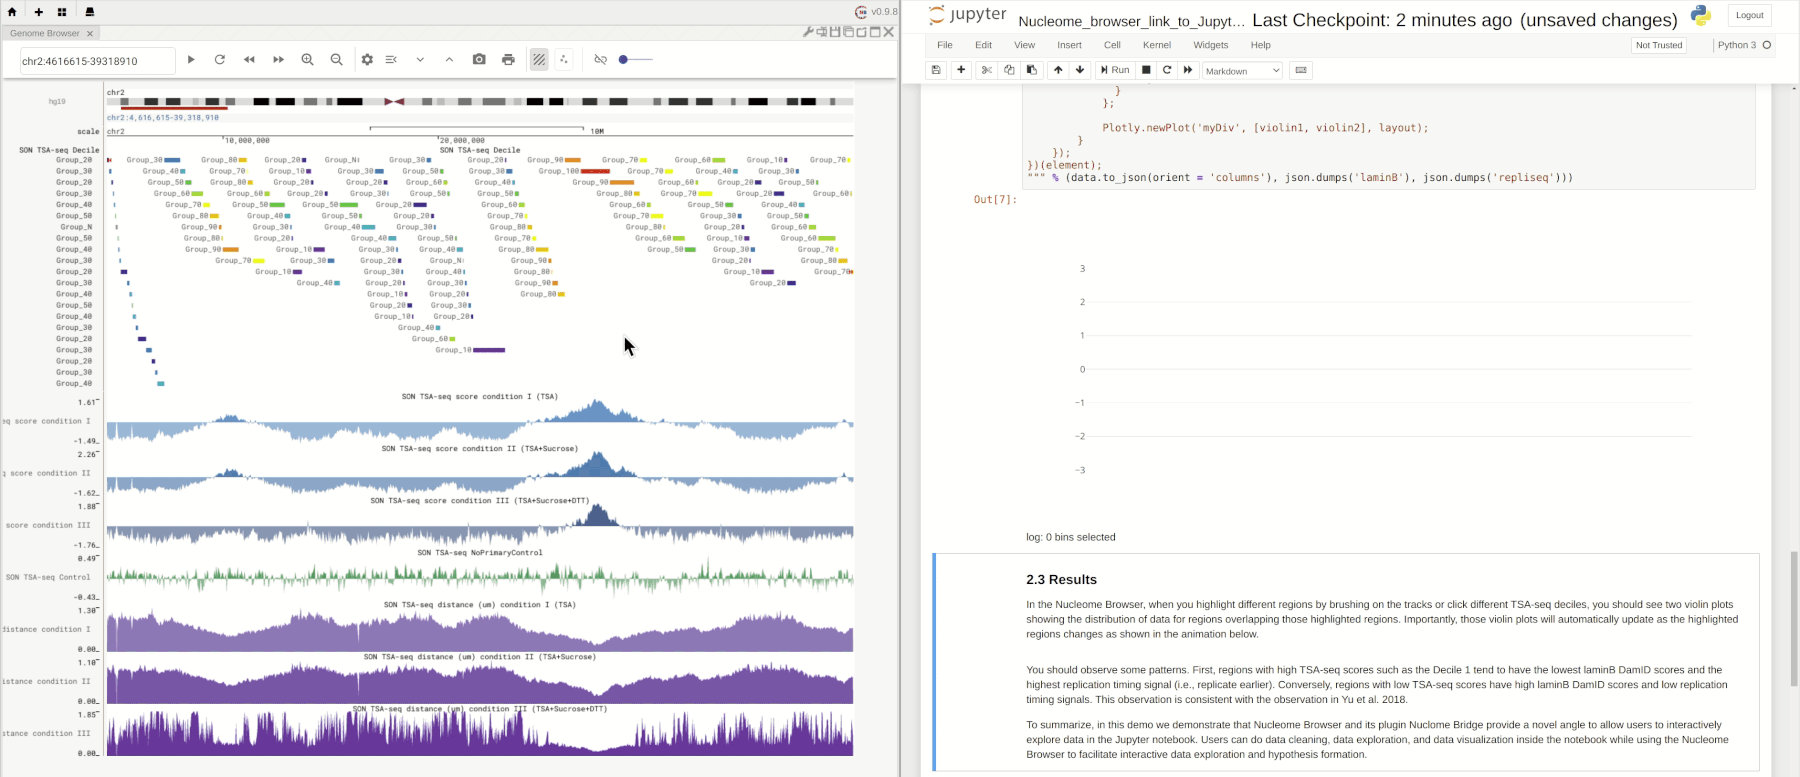 v0.9.8
Genome Browser
chr2:4616615-39318910
hg19
chr2
chr2:4,616,615-39,318,910
scale chr2 10M
10,000,000 20,000,000
SON TSA-seq Decile SON TSA-seq Decile
Group_20 Group_30 Group_80 Group_20 Group_N Group_30 Group_20 Group_90 Group_70 Group_60 Group_10 Group_70
Group_30 Group_40 Group_70 Group_10 Group_40 Group_30 Group_100 Group_70 Group_50 Group_30
Group_20 Group_50 Group_40 Group_20 Group_20 Group_40 Group_90 Group_80 Group_40 Group_50
Group_30 Group_60 Group_60 Group_50 Group_30 Group_50 Group_80 Group_60 Group_30 Group_60
Group_40 Group_70 Group_50 Group_50 Group_20 Group_60 Group_70 Group_20 Group_50
Group_50 Group_80 Group_40 Group_50 Group_20 Group_70 Group_70 Group_30 Group_40
Group_N Group_90 Group_30 Group_40 Group_30 Group_80 Group_80 Group_20 Group_50
Group_50 Group_80 Group_20 Group_40 Group_50 Group_70 Group_60 Group_10 Group_60
Group_40 Group_90 Group_10 Group_30 Group_40 Group_80 Group_50 Group_30 Group_70
Group_30 Group_70 Group_30 Group_20 Group_N Group_90 Group_20 Group_80
Group_20 Group_10 Group_30 Group_40 Group_80 Group_10 Group_70
Group_30 Group_40 Group_20 Group_30 Group_90 Group_20
Group_40 Group_10 Group_20 Group_80
Group_50 Group_20 Group_30
Group_40 Group_10 Group_20
Group_30 Group_40
Group_20 Group_60
Group_30 Group_10
Group_20
Group_30
Group_40
SON TSA-seq score condition I (TSA)
1.61
eq score condition I
-1.49
SON TSA-seq score condition II (TSA+Sucrose)
2.26
q score condition II
-1.62
SON TSA-seq score condition III (TSA+Sucrose+DTT)
1.88
score condition III
-1.76
SON TSA-seq NoPrimaryControl
0.49
SON TSA-seq Control
-0.43
SON TSA-seq distance (um) condition I (TSA)
1.30
distance condition I
0.00
SON TSA-seq distance (um) condition II (TSA+Sucrose)
1.10
istance condition II
0.00
SON TSA-seq distance (um) condition III (TSA+Sucrose+DTT)
1.85
stance condition III
0.00
jupyter Nucleome_browser_link_to_Jupyt... Last Checkpoint: 2 minutes ago (unsaved changes) Logout
File Edit View Insert Cell Kernel Widgets Help Not Trusted Python 3
Run Markdown
}
};
Plotly.newPlot('myDiv', [violin1, violin2], layout);
}
});
})(element);
""" % (data.to_json(orient = 'columns'), json.dumps('laminB'), json.dumps('repliseq')))
Out[7]:
3
2
1
0
−1
−2
−3
log: 0 bins selected
2.3 Results
In the Nucleome Browser, when you highlight different regions by brushing on the tracks or click different TSA-seq deciles, you should see two violin plots
showing the distribution of data for regions overlapping those highlighted regions. Importantly, those violin plots will automatically update as the highlighted
regions changes as shown in the animation below.
You should observe some patterns. First, regions with high TSA-seq scores such as the Decile 1 tend to have the lowest laminB DamID scores and the
highest replication timing signal (i.e., replicate earlier). Conversely, regions with low TSA-seq scores have high laminB DamID scores and low replication
timing signals. This observation is consistent with the observation in Yu et al. 2018.
To summarize, in this demo we demonstrate that Nucleome Browser and its plugin Nuclome Bridge provide a novel angle to allow users to interactively
explore data in the Jupyter notebook. Users can do data cleaning, data exploration, and data visualization inside the notebook while using the Nucleome
Browser to facilitate interactive data exploration and hypothesis formation.